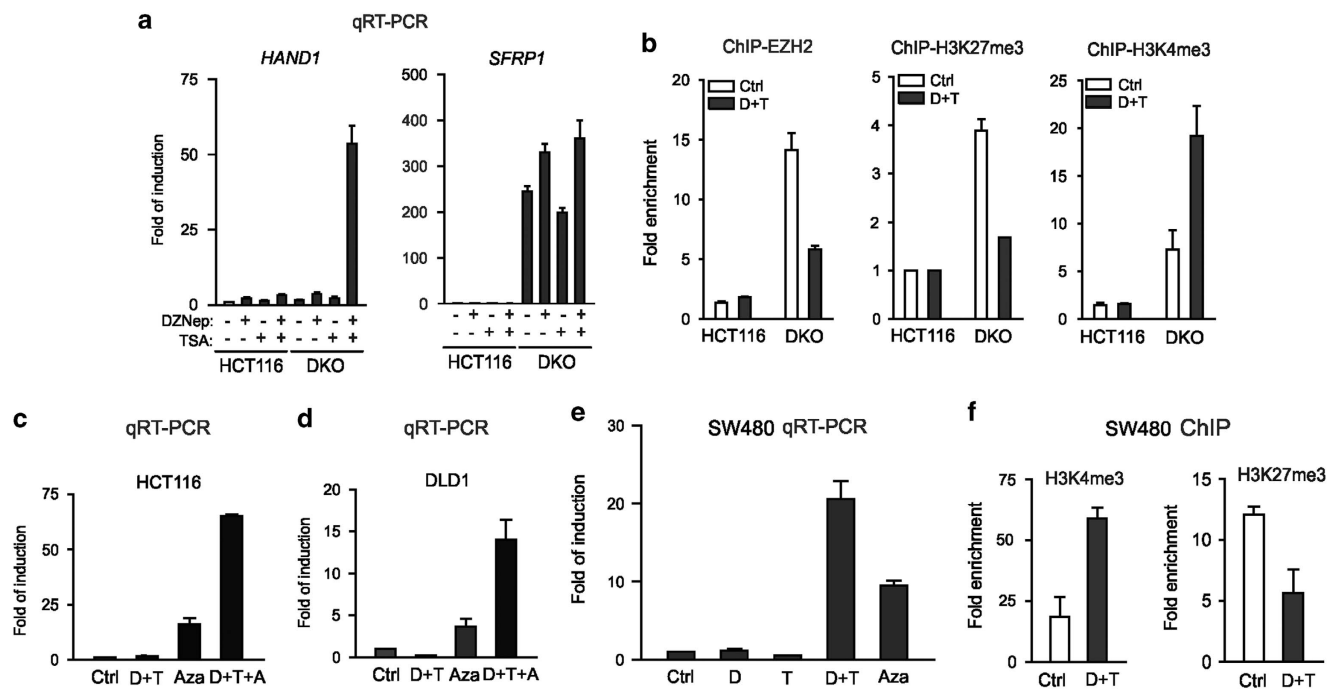 a
qRT-PCR
HAND1
SFRP1
Fold of induction
75
50
25
0
500
400
300
200
100
0
DZNep: - + - + - + - +
TSA: - - + + - - + +
HCT116 DKO
- + - + - + - +
- - + + - - + +
HCT116 DKO
b
ChIP-EZH2
ChIP-H3K27me3
ChIP-H3K4me3
Fold enrichment
20
15
10
5
0
Ctrl
D+T
HCT116 DKO
5
4
3
2
1
0
Ctrl
D+T
HCT116 DKO
25
20
15
10
5
0
Ctrl
D+T
HCT116 DKO
c
qRT-PCR
HCT116
Fold of induction
75
50
25
0
Ctrl D+T Aza D+T+A
d
qRT-PCR
DLD1
Fold of induction
20
15
10
5
0
Ctrl D+T Aza D+T+A
e
SW480 qRT-PCR
Fold of induction
30
20
10
0
Ctrl D T D+T Aza
f
SW480 ChIP
H3K4me3
Fold enrichment
75
50
25
0
Ctrl D+T
H3K27me3
Fold enrichment
15
10
5
0
Ctrl D+T